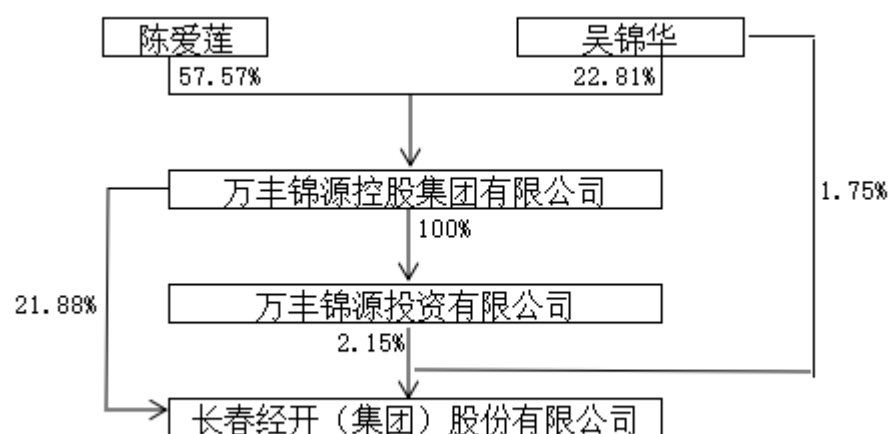 陈爱莲
吴锦华
57.57%
22.81%
万丰锦源控股集团有限公司
1.75%
100%
21.88%
万丰锦源投资有限公司
2.15%
长春经开（集团）股份有限公司